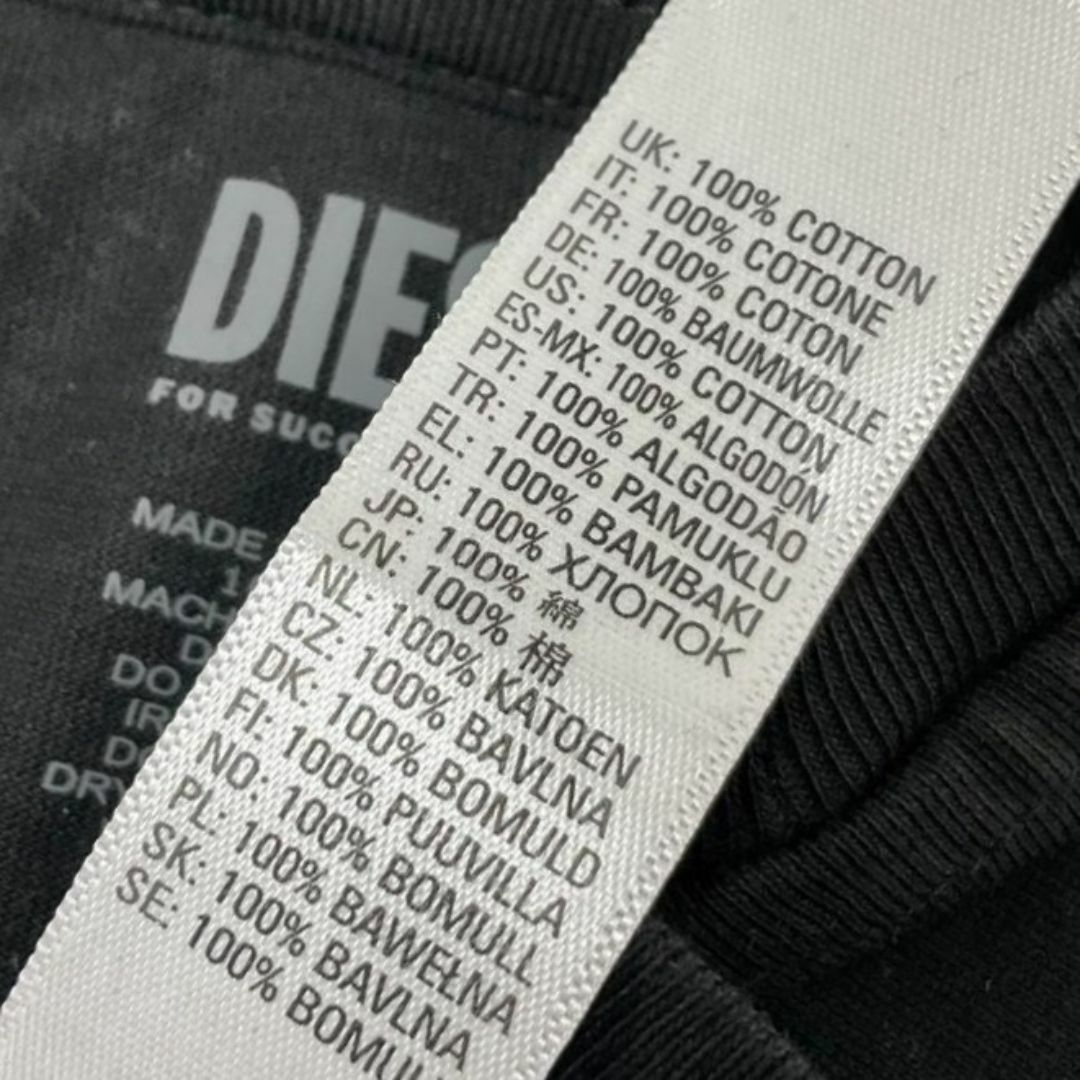 DIES
FOR SUCC
MADE
MACH
DO
IR
DO
DRY
UK: 100% COTTON
IT: 100% COTONE
FR: 100% COTON
DE: 100% BAUMWOLLE
US: 100% COTTON
ES-MX: 100% ALGODÓN
PT: 100% ALGODÃO
TR: 100% PAMUKLU
EL: 100% BAMBAKI
RU: 100% ХЛОПОК
JP: 100% 綿
CN: 100% 棉
NL: 100% KATOEN
CZ: 100% BAVLNA
DK: 100% BOMULD
FI: 100% PUUVILLA
NO: 100% BOMULL
PL: 100% BAWEŁNA
SK: 100% BAVLNA
SE: 100% BOMULL